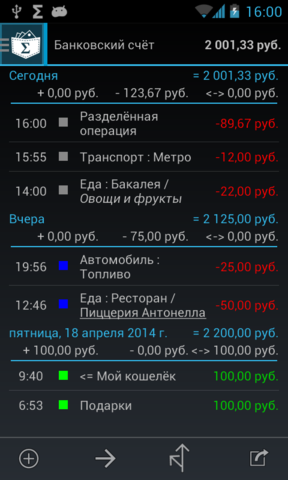 Σ 16:00
Σ Банковский счёт 2 001,33 руб.
Сегодня = 2 001,33 руб.
+ 0,00 руб. - 123,67 руб. <-> 0,00 руб.
16:00 Разделённая
операция -89,67 руб.
15:55 Транспорт : Метро -12,00 руб.
14:00 Еда : Бакалея /
Овощи и фрукты -22,00 руб.
Вчера = 2 125,00 руб.
+ 0,00 руб. - 75,00 руб. <-> 0,00 руб.
19:56 Автомобиль :
Топливо -25,00 руб.
12:46 Еда : Ресторан /
Пиццерия Антонелла -50,00 руб.
пятница, 18 апреля 2014 г. = 2 200,00 руб.
+ 100,00 руб. - 0,00 руб. <-> 100,00 руб.
9:40 <= Мой кошелёк 100,00 руб.
6:53 Подарки 100,00 руб.